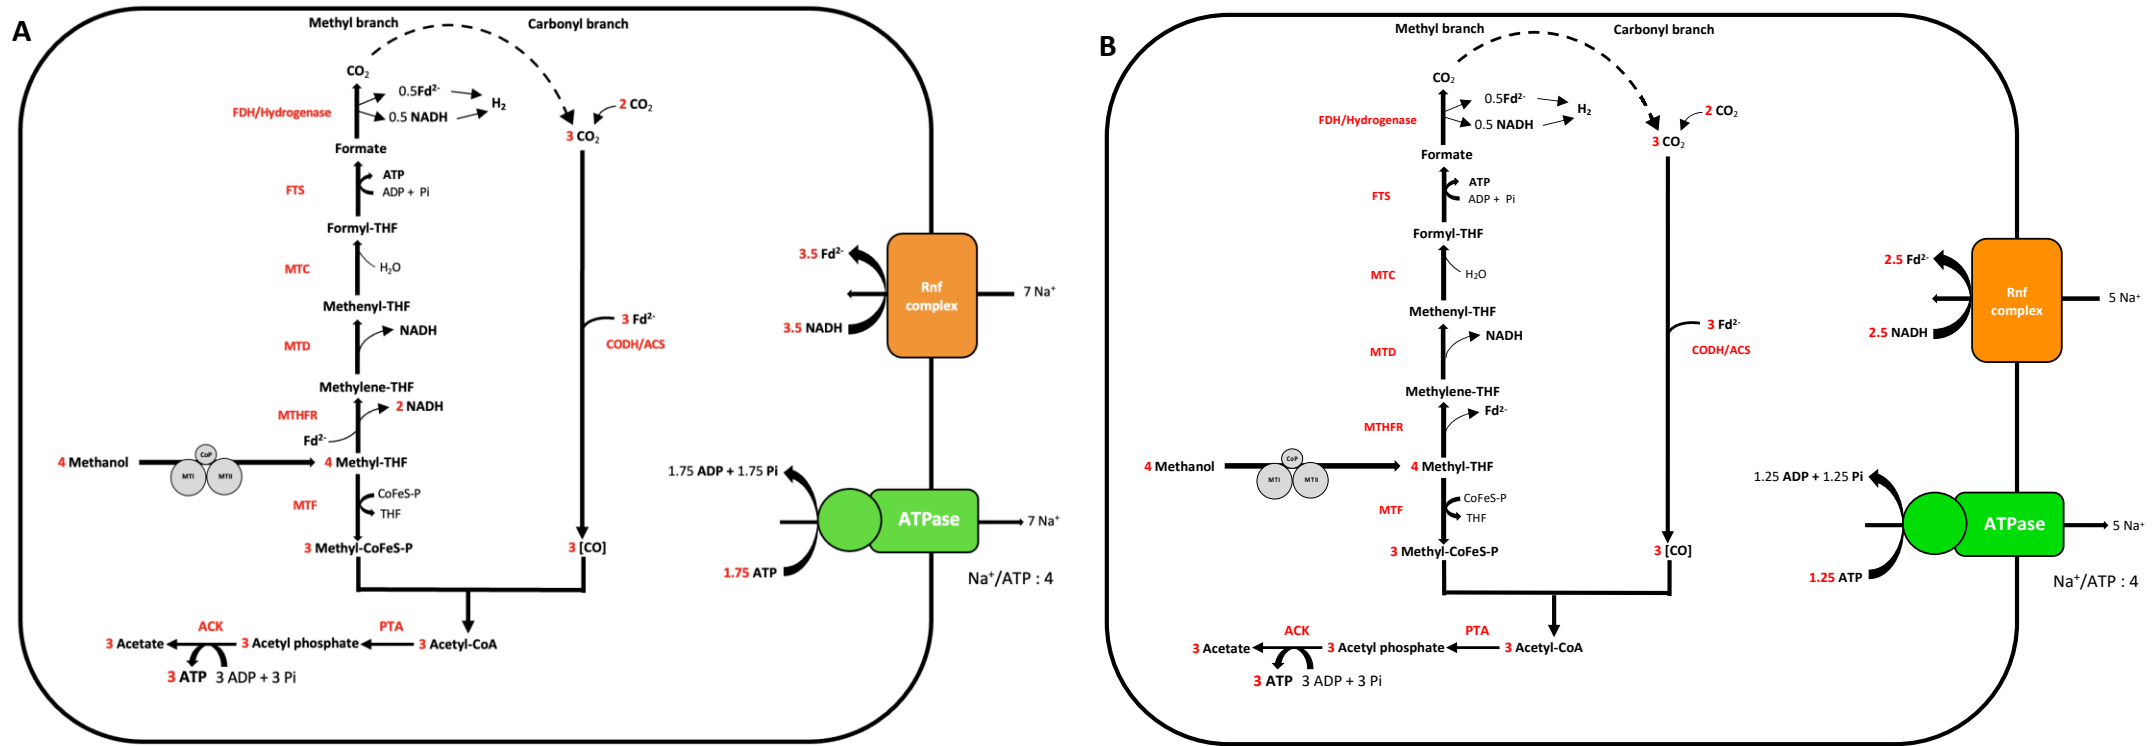 A
Methyl branch
Carbonyl branch
CO₂
0.5Fd²⁻
H₂
FDH/Hydrogenase
0.5 NADH
2 CO₂
3 CO₂
Formate
ATP
FTS
ADP + Pi
Formyl-THF
MTC
H₂O
Methenyl-THF
NADH
MTD
Methylene-THF
2 NADH
MTHFR
Fd²⁻
4 Methanol
CoP
MTI
MTII
4 Methyl-THF
CoFeS-P
MTF
THF
3 Methyl-CoFeS-P
3 Fd²⁻
CODH/ACS
3 [CO]
ACK
PTA
3 Acetate
3 Acetyl phosphate
3 Acetyl-CoA
3 ATP
3 ADP + 3 Pi
3.5 Fd²⁻
Rnf
complex
7 Na⁺
3.5 NADH
1.75 ADP + 1.75 Pi
ATPase
7 Na⁺
1.75 ATP
Na⁺/ATP : 4
B
Methyl branch
Carbonyl branch
CO₂
0.5Fd²⁻
H₂
FDH/Hydrogenase
0.5 NADH
2 CO₂
3 CO₂
Formate
ATP
FTS
ADP + Pi
Formyl-THF
MTC
H₂O
Methenyl-THF
NADH
MTD
Methylene-THF
Fd²⁻
MTHFR
4 Methanol
CoP
MTI
MTII
4 Methyl-THF
CoFeS-P
MTF
THF
3 Methyl-CoFeS-P
3 Fd²⁻
CODH/ACS
3 [CO]
ACK
PTA
3 Acetate
3 Acetyl phosphate
3 Acetyl-CoA
3 ATP
3 ADP + 3 Pi
2.5 Fd²⁻
Rnf
complex
5 Na⁺
2.5 NADH
1.25 ADP + 1.25 Pi
ATPase
5 Na⁺
1.25 ATP
Na⁺/ATP : 4